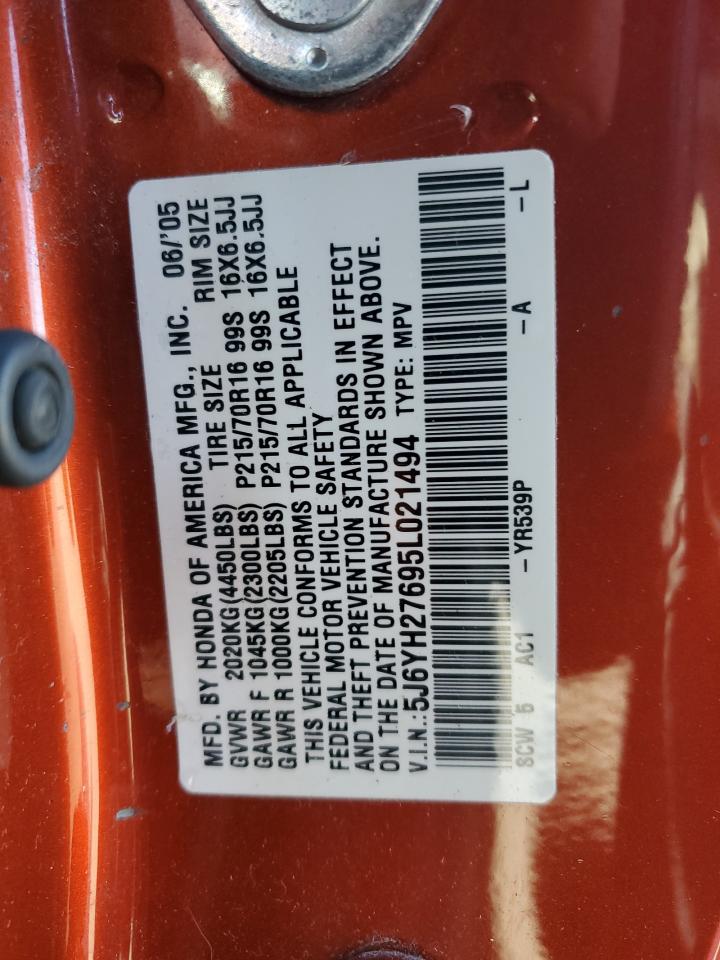 MFD. BY HONDA OF AMERICA MFG., INC. 06/'05
GVWR 2020KG(4450LBS) TIRE SIZE RIM SIZE
GAWR F 1045KG(2300LBS) P215/70R16 99S 16X6.5JJ
GAWR R 1000KG(2205LBS) P215/70R16 99S 16X6.5JJ
THIS VEHICLE CONFORMS TO ALL APPLICABLE
FEDERAL MOTOR VEHICLE SAFETY
AND THEFT PREVENTION STANDARDS IN EFFECT
ON THE DATE OF MANUFACTURE SHOWN ABOVE.
V.I.N.:5J6YH27695L021494 TYPE: MPV
SCW 5 AC1 -YR539P -A -L